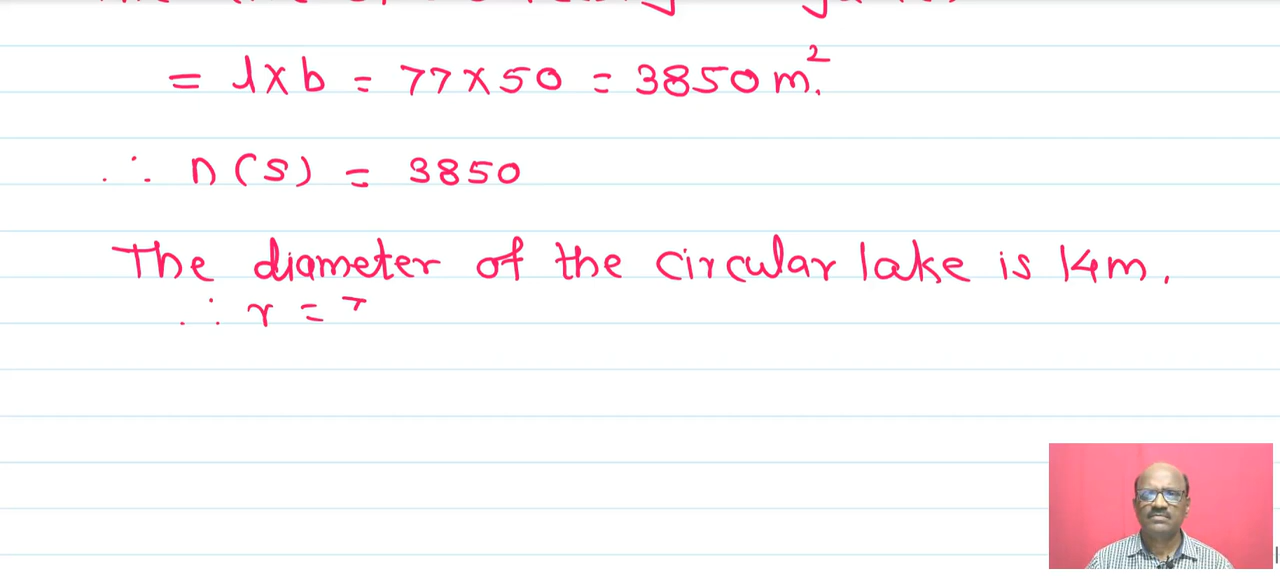 = l×b = 77×50 = 3850 m².
∴ n(S) = 3850
The diameter of the circular lake is 14m.
∴ r = 7